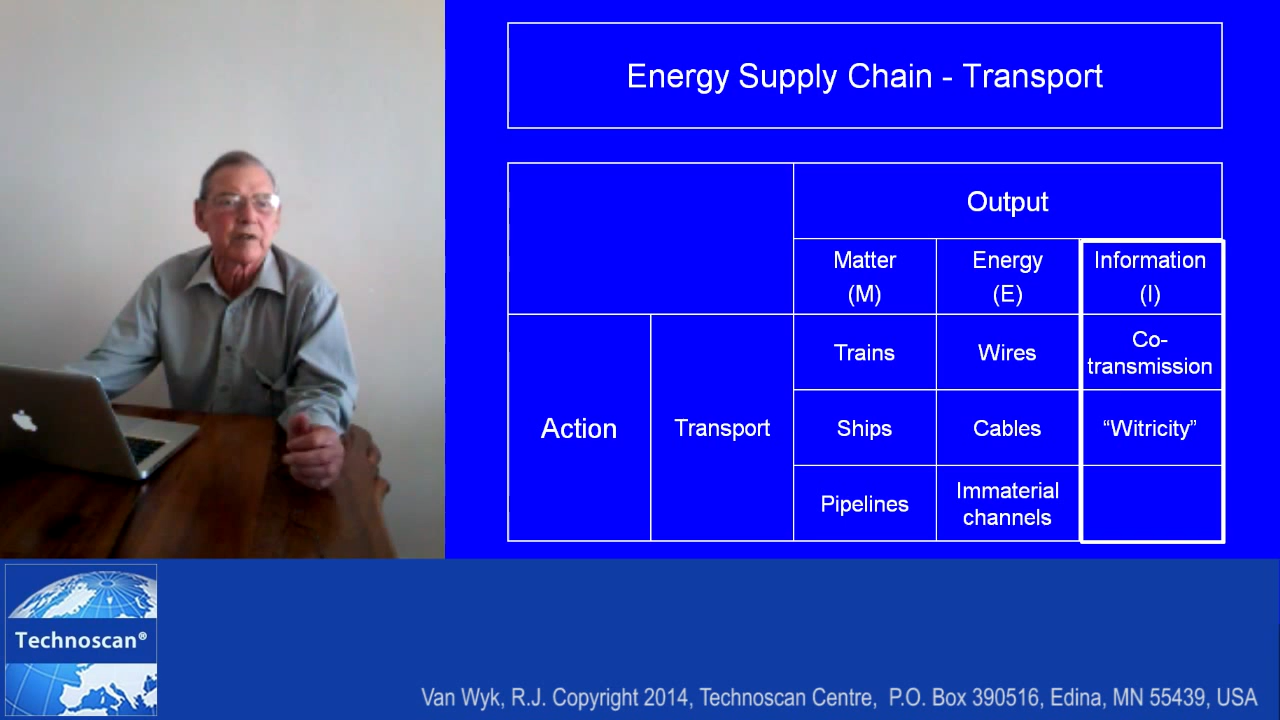 Energy Supply Chain - Transport
Output
Matter
(M)
Energy
(E)
Information
(I)
Action
Transport
Trains
Wires
Co-
transmission
Ships
Cables
“Witricity”
Pipelines
Immaterial
channels
Technoscan®
Van Wyk, R.J. Copyright 2014, Technoscan Centre, P.O. Box 390516, Edina, MN 55439, USA